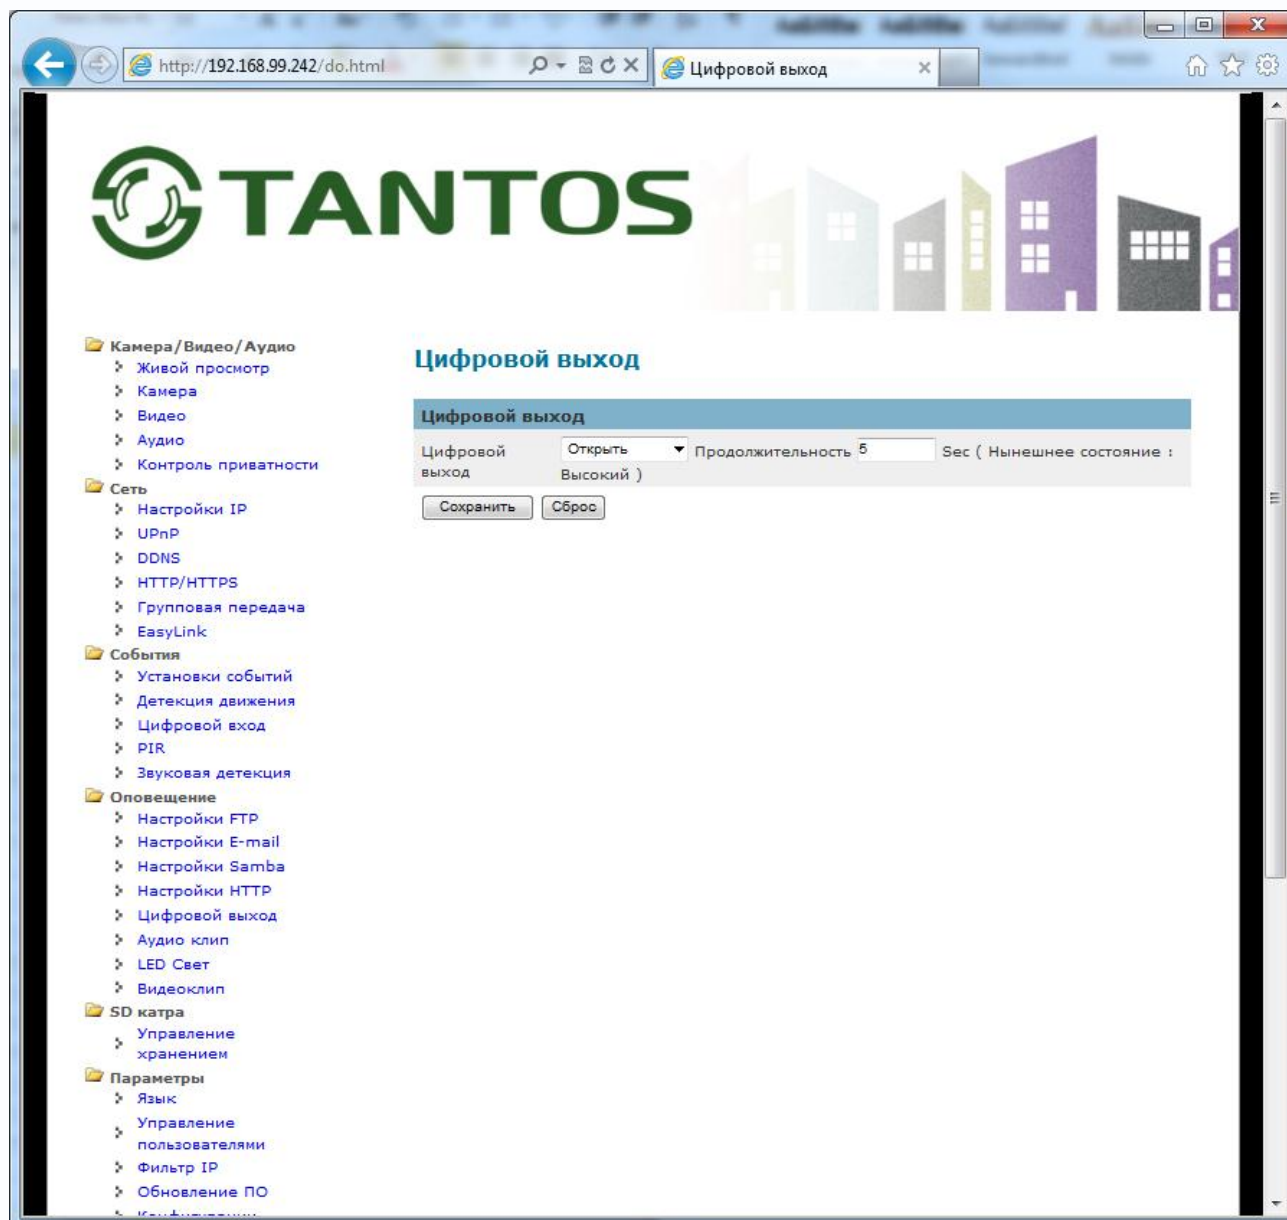 http://192.168.99.242/do.html
Цифровой выход
TANTOS
Камера/Видео/Аудио
Живой просмотр
Камера
Видео
Аудио
Контроль приватности
Сеть
Настройки IP
UPnP
DDNS
HTTP/HTTPS
Групповая передача
EasyLink
События
Установки событий
Детекция движения
Цифровой вход
PIR
Звуковая детекция
Оповещение
Настройки FTP
Настройки E-mail
Настройки Samba
Настройки HTTP
Цифровой выход
Аудио клип
LED Свет
Видеоклип
SD катра
Управление
хранением
Параметры
Язык
Управление
пользователями
Фильтр IP
Обновление ПО
Цифровой выход
Цифровой выход
Цифровой выход Открыть Продолжительность 5 Sec ( Нынешнее состояние :
Высокий )
Сохранить Сброс